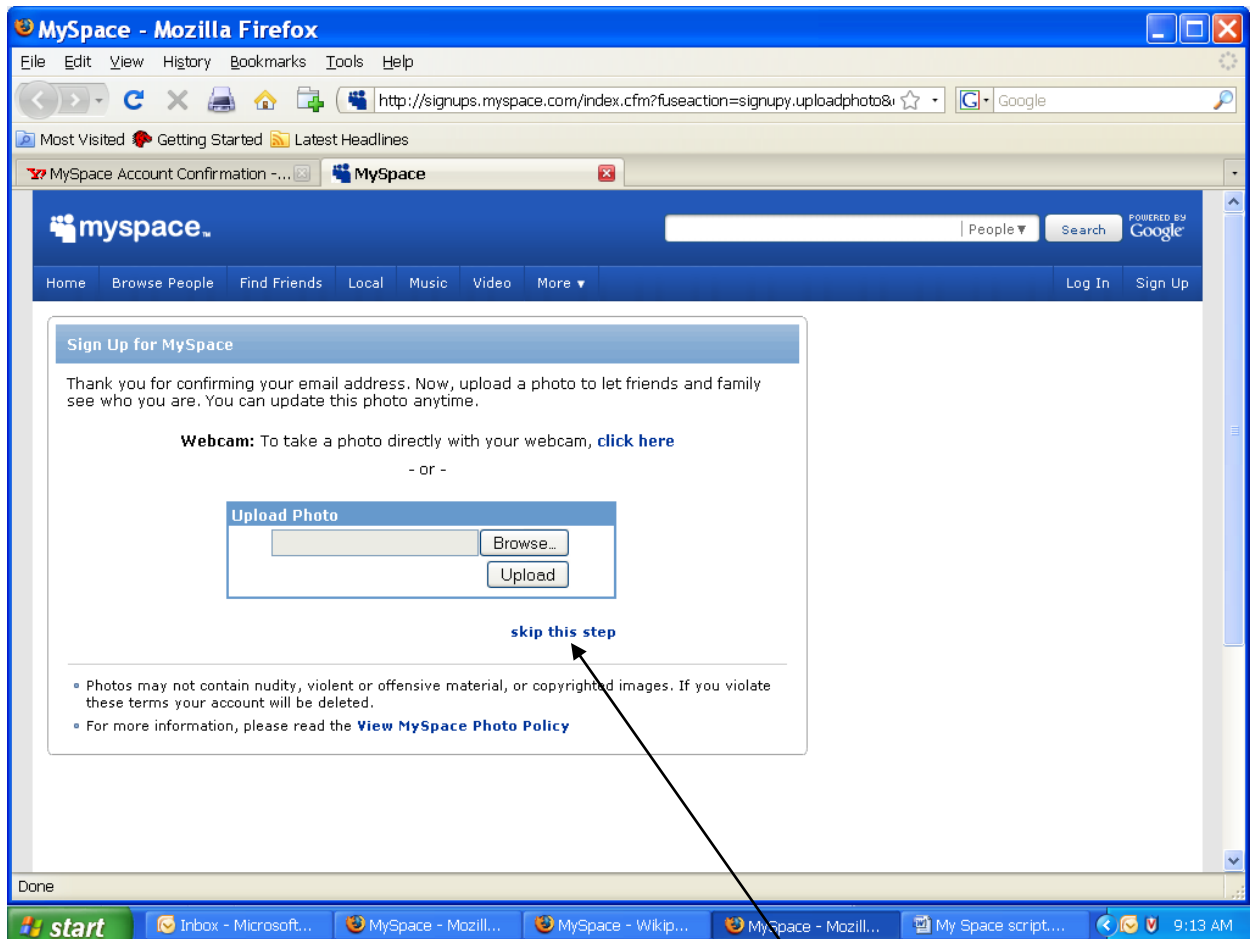 MySpace - Mozilla Firefox
File Edit View History Bookmarks Tools Help
http://signups.myspace.com/index.cfm?fuseaction=signupy.uploadphoto& G Google
Most Visited Getting Started Latest Headlines
Y! MySpace Account Confirmation -... MySpace
myspace.™ People▼ Search POWERED BY Google
Home Browse People Find Friends Local Music Video More ▼ Log In Sign Up
Sign Up for MySpace
Thank you for confirming your email address. Now, upload a photo to let friends and family
see who you are. You can update this photo anytime.
Webcam: To take a photo directly with your webcam, click here
- or -
Upload Photo
Browse...
Upload
skip this step
Photos may not contain nudity, violent or offensive material, or copyrighted images. If you violate
these terms your account will be deleted.
For more information, please read the View MySpace Photo Policy
Done
start Inbox - Microsoft... MySpace - Mozill... MySpace - Wikip... MySpace - Mozill... My Space script.... 9:13 AM